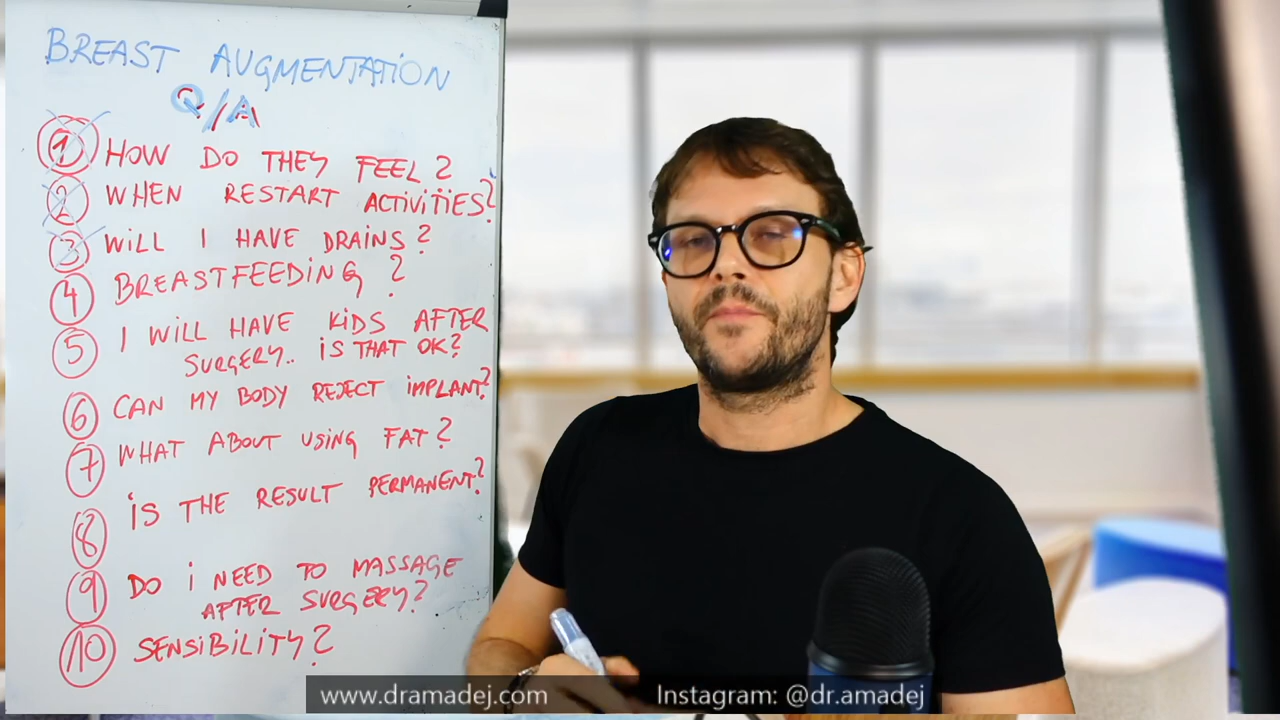 BREAST AUGMENTATION
Q/A
1 HOW DO THEY FEEL?
2 WHEN RESTART ACTIVITIES?
3 WILL I HAVE DRAINS?
4 BREASTFEEDING?
5 I WILL HAVE KIDS AFTER
SURGERY.. IS THAT OK?
6 CAN MY BODY REJECT IMPLANT?
7 WHAT ABOUT USING FAT?
8 IS THE RESULT PERMANENT?
9 DO I NEED TO MASSAGE
AFTER SURGERY?
10 SENSIBILITY?
www.dramadej.com Instagram: @dr.amadej